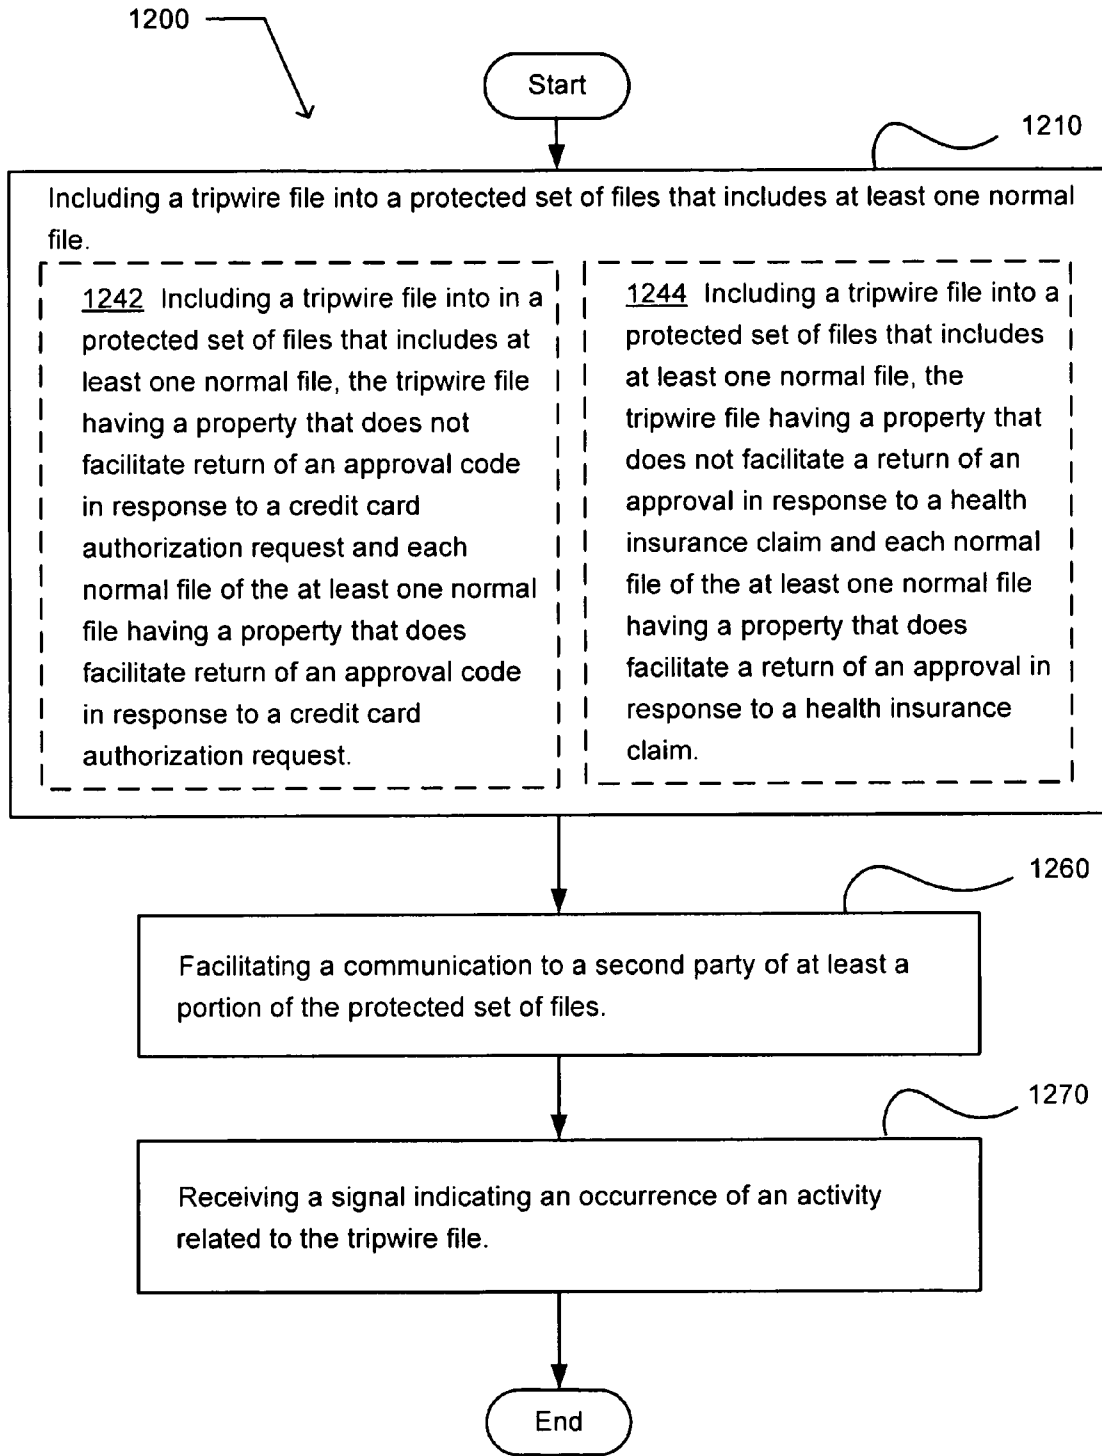 1200
Start
1210
Including a tripwire file into a protected set of files that includes at least one normal
file.
1242 Including a tripwire file into in a
protected set of files that includes at
least one normal file, the tripwire file
having a property that does not
facilitate return of an approval code
in response to a credit card
authorization request and each
normal file of the at least one normal
file having a property that does
facilitate return of an approval code
in response to a credit card
authorization request.
1244 Including a tripwire file into a
protected set of files that includes
at least one normal file, the
tripwire file having a property that
does not facilitate a return of an
approval in response to a health
insurance claim and each normal
file of the at least one normal file
having a property that does
facilitate a return of an approval in
response to a health insurance
claim.
1260
Facilitating a communication to a second party of at least a
portion of the protected set of files.
1270
Receiving a signal indicating an occurrence of an activity
related to the tripwire file.
End